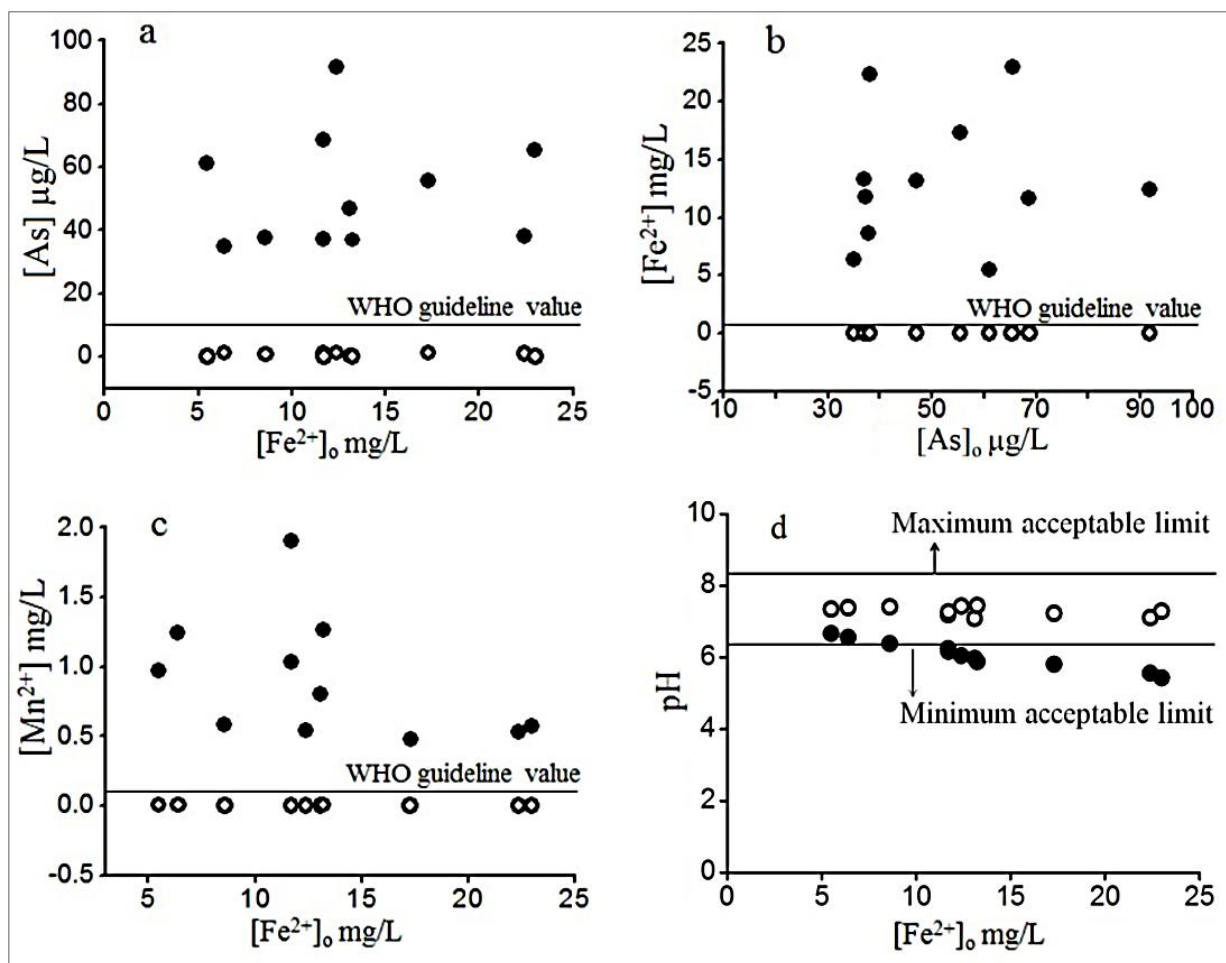 a
[As] µg/L
100
80
60
40
20
0
WHO guideline value
0 5 10 15 20 25
[Fe²⁺]ₒ mg/L
b
[Fe²⁺] mg/L
25
20
15
10
5
0
-5
WHO guideline value
10 30 50 70 90 100
[As]ₒ µg/L
c
[Mn²⁺] mg/L
2.0
1.5
1.0
0.5
0.0
-0.5
WHO guideline value
5 10 15 20 25
[Fe²⁺]ₒ mg/L
d
pH
10
8
6
4
2
0
Maximum acceptable limit
Minimum acceptable limit
0 5 10 15 20 25
[Fe²⁺]ₒ mg/L